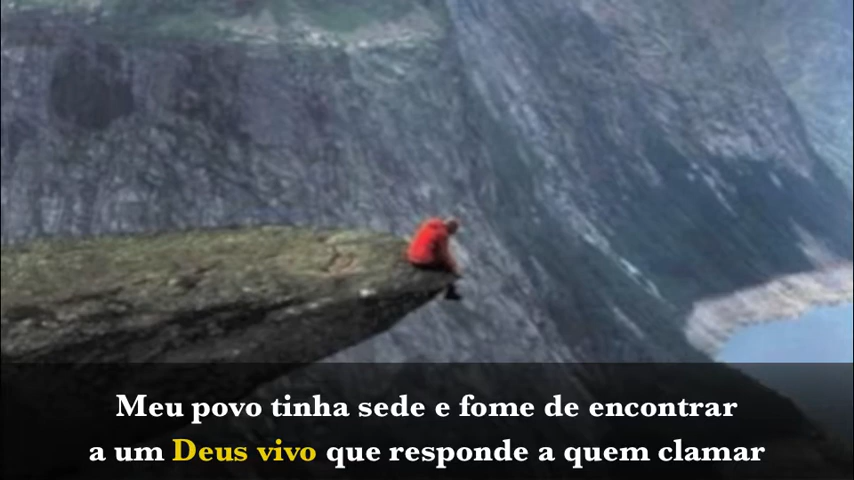 Meu povo tinha sede e fome de encontrar
a um Deus vivo que responde a quem clamar